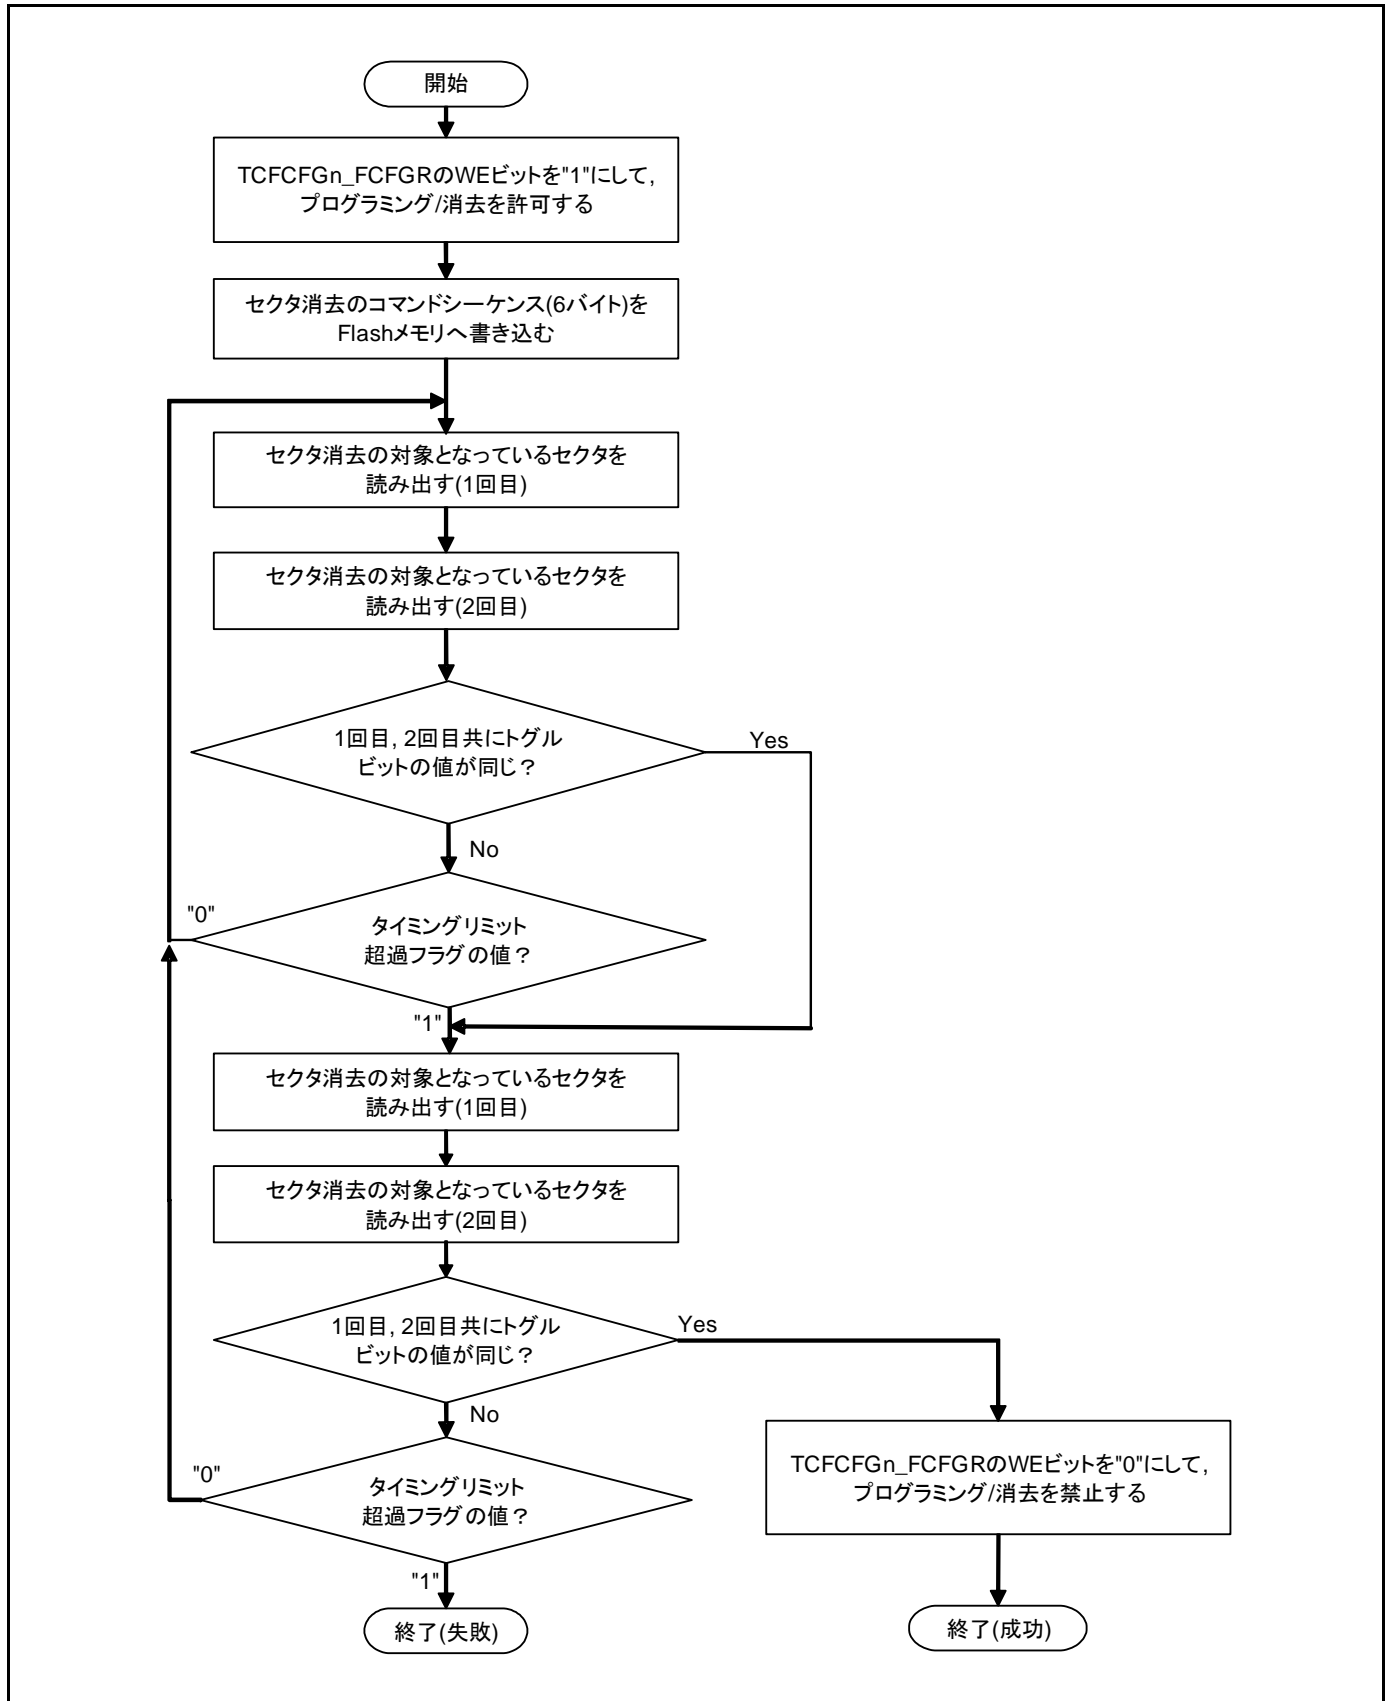 開始
TCFCFGn_FCFGRのWEビットを"1"にして,
プログラミング/消去を許可する
セクタ消去のコマンドシーケンス(6バイト)を
Flashメモリへ書き込む
セクタ消去の対象となっているセクタを
読み出す(1回目)
セクタ消去の対象となっているセクタを
読み出す(2回目)
1回目, 2回目共にトグル
ビットの値が同じ？
Yes
No
"0"
タイミングリミット
超過フラグの値？
"1"
セクタ消去の対象となっているセクタを
読み出す(1回目)
セクタ消去の対象となっているセクタを
読み出す(2回目)
1回目, 2回目共にトグル
ビットの値が同じ？
Yes
No
"0"
タイミングリミット
超過フラグの値？
TCFCFGn_FCFGRのWEビットを"0"にして,
プログラミング/消去を禁止する
"1"
終了(失敗)
終了(成功)